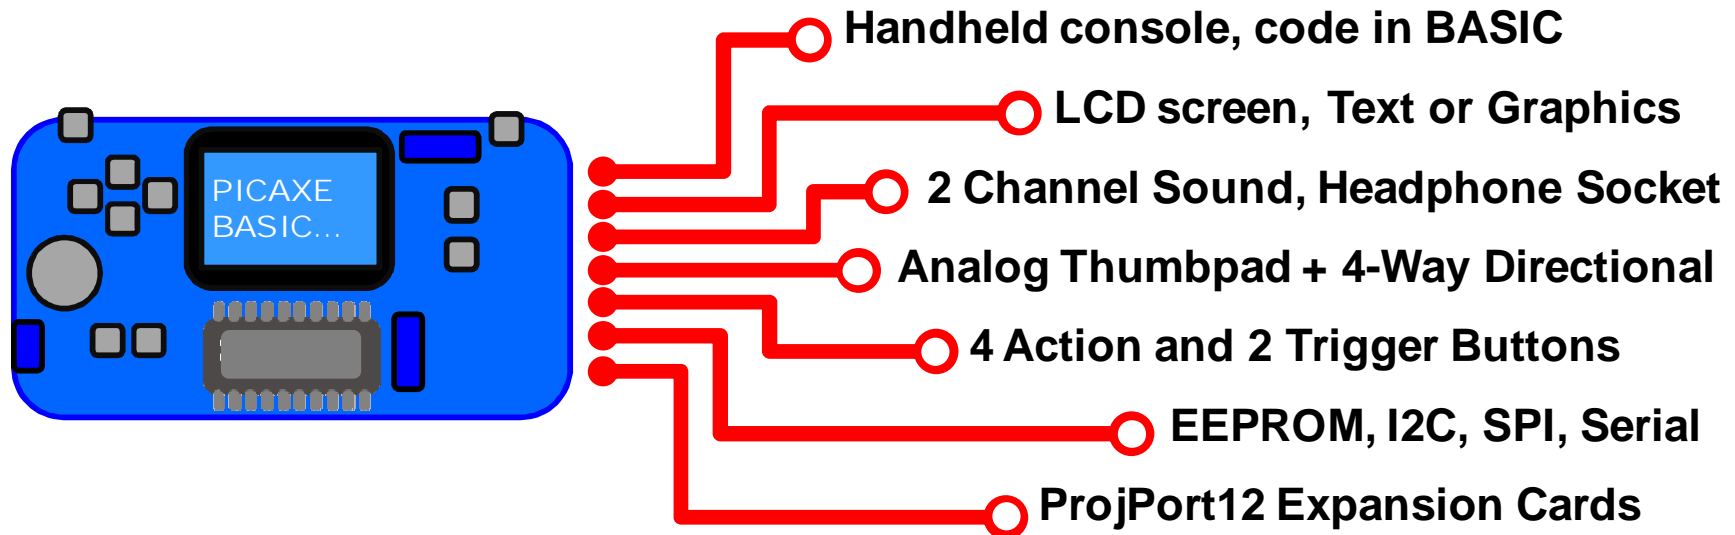 Handheld console, code in BASIC
LCD screen, Text or Graphics
2 Channel Sound, Headphone Socket
Analog Thumbpad + 4-Way Directional
4 Action and 2 Trigger Buttons
EEPROM, I2C, SPI, Serial
ProjPort12 Expansion Cards
PICAXE
BASIC...